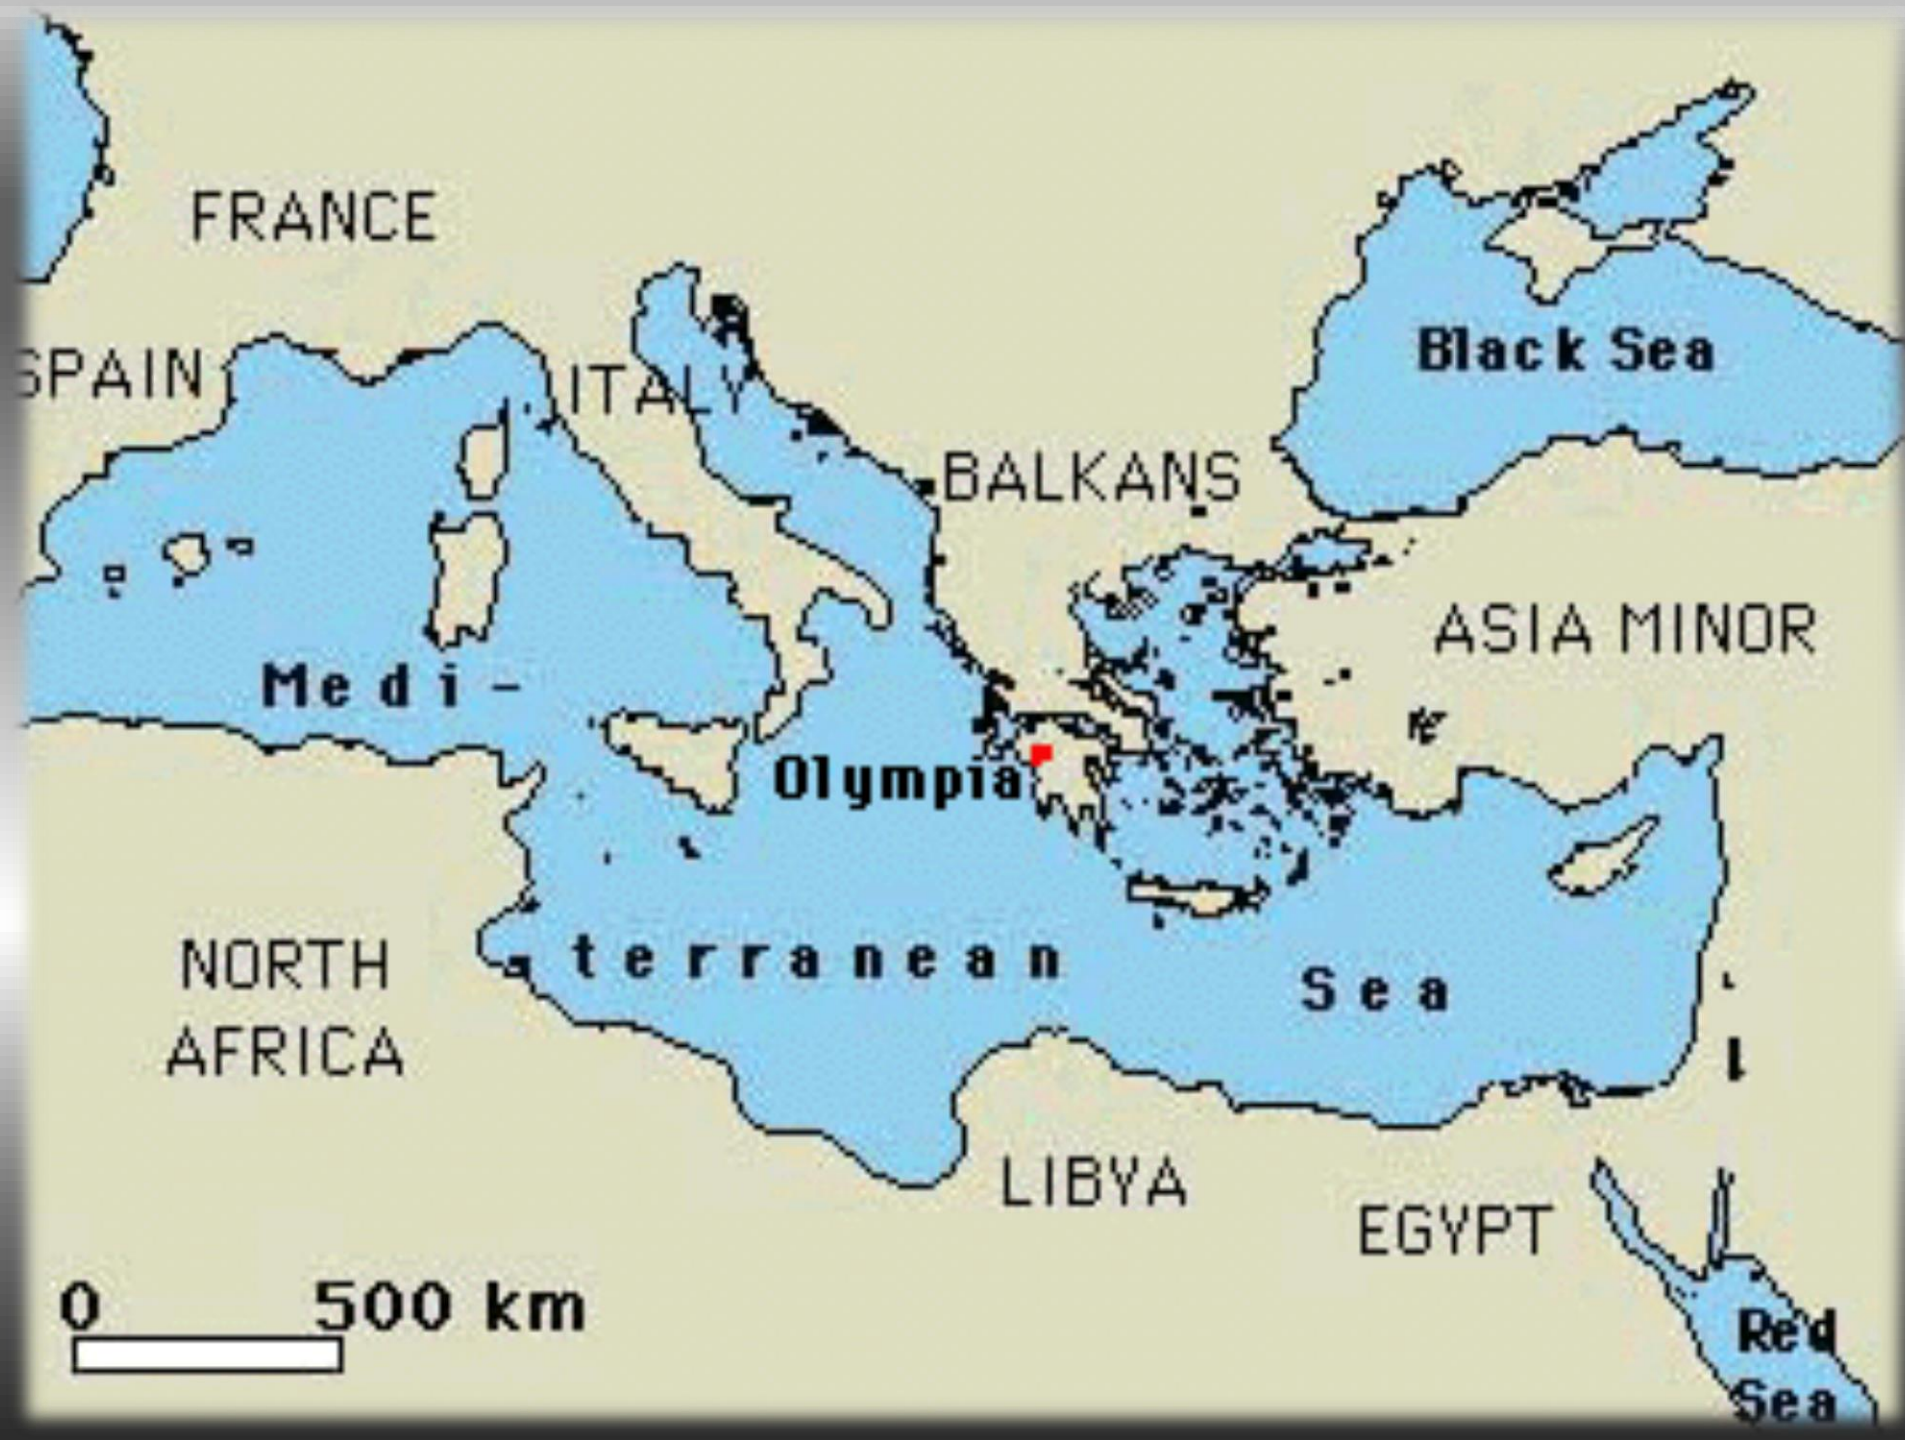 FRANCE
SPAIN
ITALY
Black Sea
BALKANS
ASIA MINOR
Medi-
Olympia
terranean
Sea
NORTH
AFRICA
LIBYA
EGYPT
0 500 km
Red
Sea